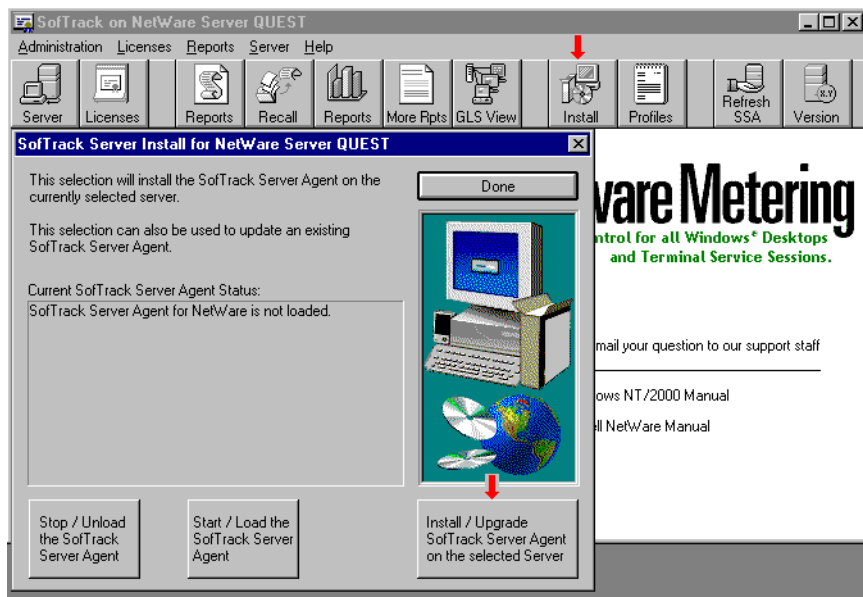 SofTrack on NetWare Server QUEST
Administration Licenses Reports Server Help
Server Licenses Reports Recall Reports More Rpts GLS View Install Profiles Refresh SSA Version
(X.Y)
SofTrack Server Install for NetWare Server QUEST
This selection will install the SofTrack Server Agent on the
currently selected server.
This selection can also be used to update an existing
SofTrack Server Agent.
Current SofTrack Server Agent Status:
SofTrack Server Agent for NetWare is not loaded.
Stop / Unload
the SofTrack
Server Agent
Start / Load the
SofTrack Server
Agent
Done
Install / Upgrade
SofTrack Server Agent
on the selected Server
ware Metering
ntrol for all Windows® Desktops
and Terminal Service Sessions.
mail your question to our support staff
ows NT/2000 Manual
ll NetWare Manual